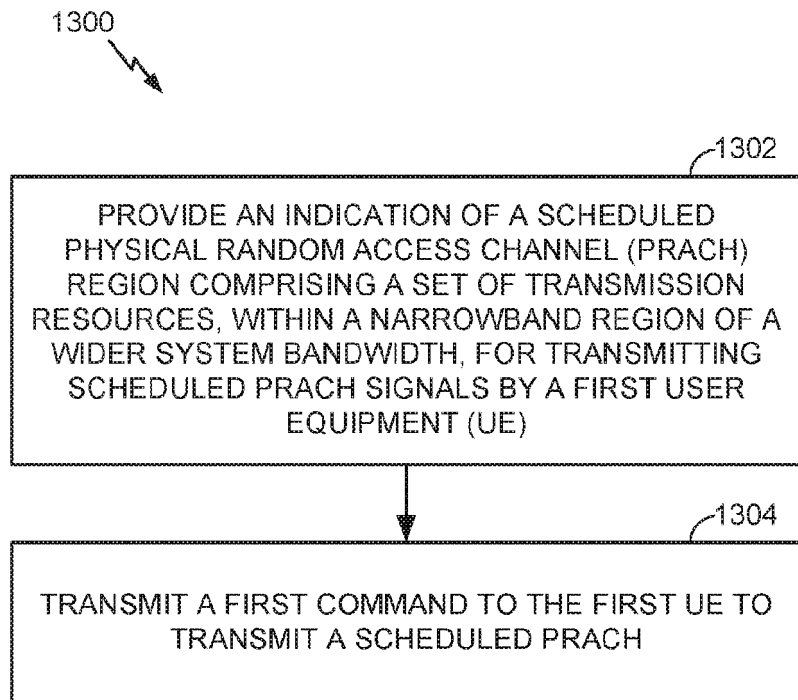 1300
1302
PROVIDE AN INDICATION OF A SCHEDULED
PHYSICAL RANDOM ACCESS CHANNEL (PRACH)
REGION COMPRISING A SET OF TRANSMISSION
RESOURCES, WITHIN A NARROWBAND REGION OF A
WIDER SYSTEM BANDWIDTH, FOR TRANSMITTING
SCHEDULED PRACH SIGNALS BY A FIRST USER
EQUIPMENT (UE)
1304
TRANSMIT A FIRST COMMAND TO THE FIRST UE TO
TRANSMIT A SCHEDULED PRACH